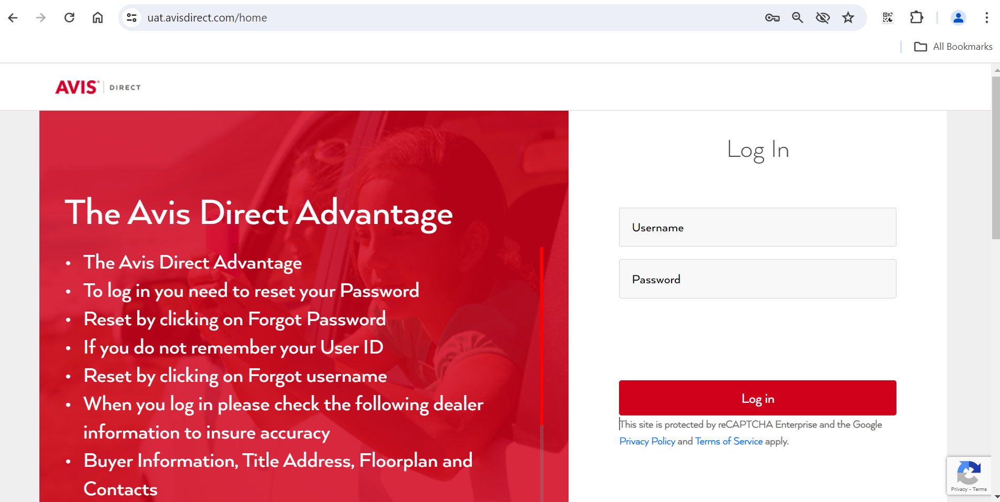 uat.avisdirect.com/home
All Bookmarks
AVIS DIRECT
The Avis Direct Advantage
• The Avis Direct Advantage
• To log in you need to reset your Password
• Reset by clicking on Forgot Password
• If you do not remember your User ID
• Reset by clicking on Forgot username
• When you log in please check the following dealer
information to insure accuracy
• Buyer Information, Title Address, Floorplan and
Contacts
Log In
Username
Password
Log in
This site is protected by reCAPTCHA Enterprise and the Google
Privacy Policy and Terms of Service apply.
Privacy - Terms